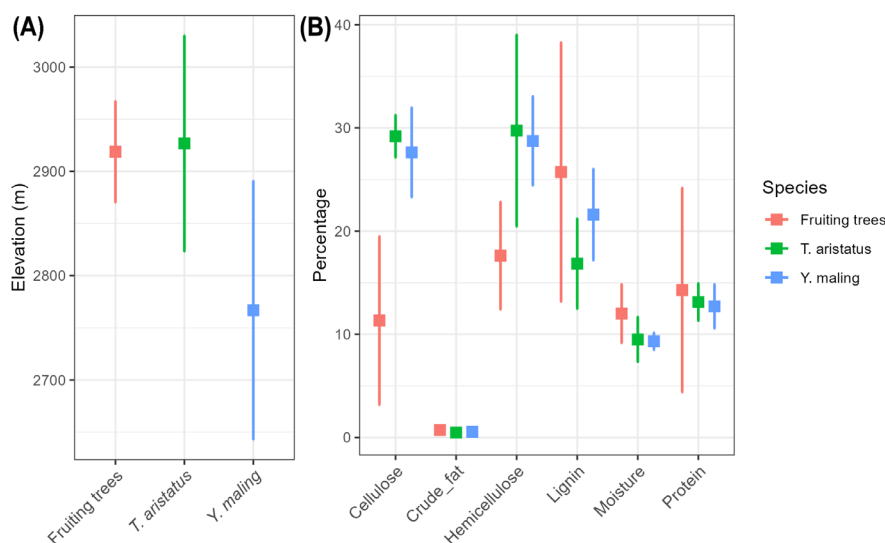 (A)
Elevation (m)
3000
2900
2800
2700
Fruiting trees
T. aristatus
Y. maling
(B)
Percentage
40
30
20
10
0
Cellulose
Crude_fat
Hemicellulose
Lignin
Moisture
Protein
Species
Fruiting trees
T. aristatus
Y. maling